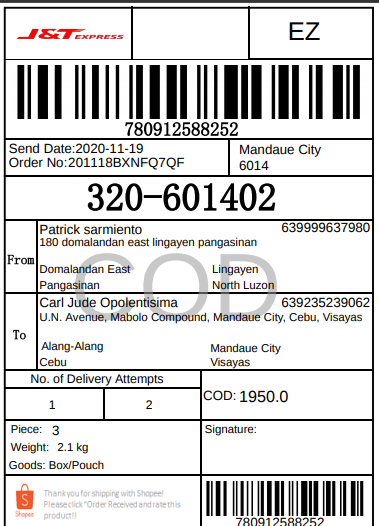 J&T EXPRESS
EZ
780912588252
Send Date:2020-11-19
Order No:201118BXNFQ7QF
Mandaue City
6014
320-601402
From
Patrick sarmiento
639999637980
180 domalandan east lingayen pangasinan
Domalandan East
Lingayen
Pangasinan
North Luzon
COD
To
Carl Jude Opolentisima
639235239062
U.N. Avenue, Mabolo Compound, Mandaue City, Cebu, Visayas
Alang-Alang
Mandaue City
Cebu
Visayas
No. of Delivery Attempts
1
2
COD: 1950.0
Piece: 3
Weight: 2.1 kg
Goods: Box/Pouch
Signature:
Shopee
Thank you for shipping with Shopee!
Please click "Order Received and rate this
product!!
780912588252